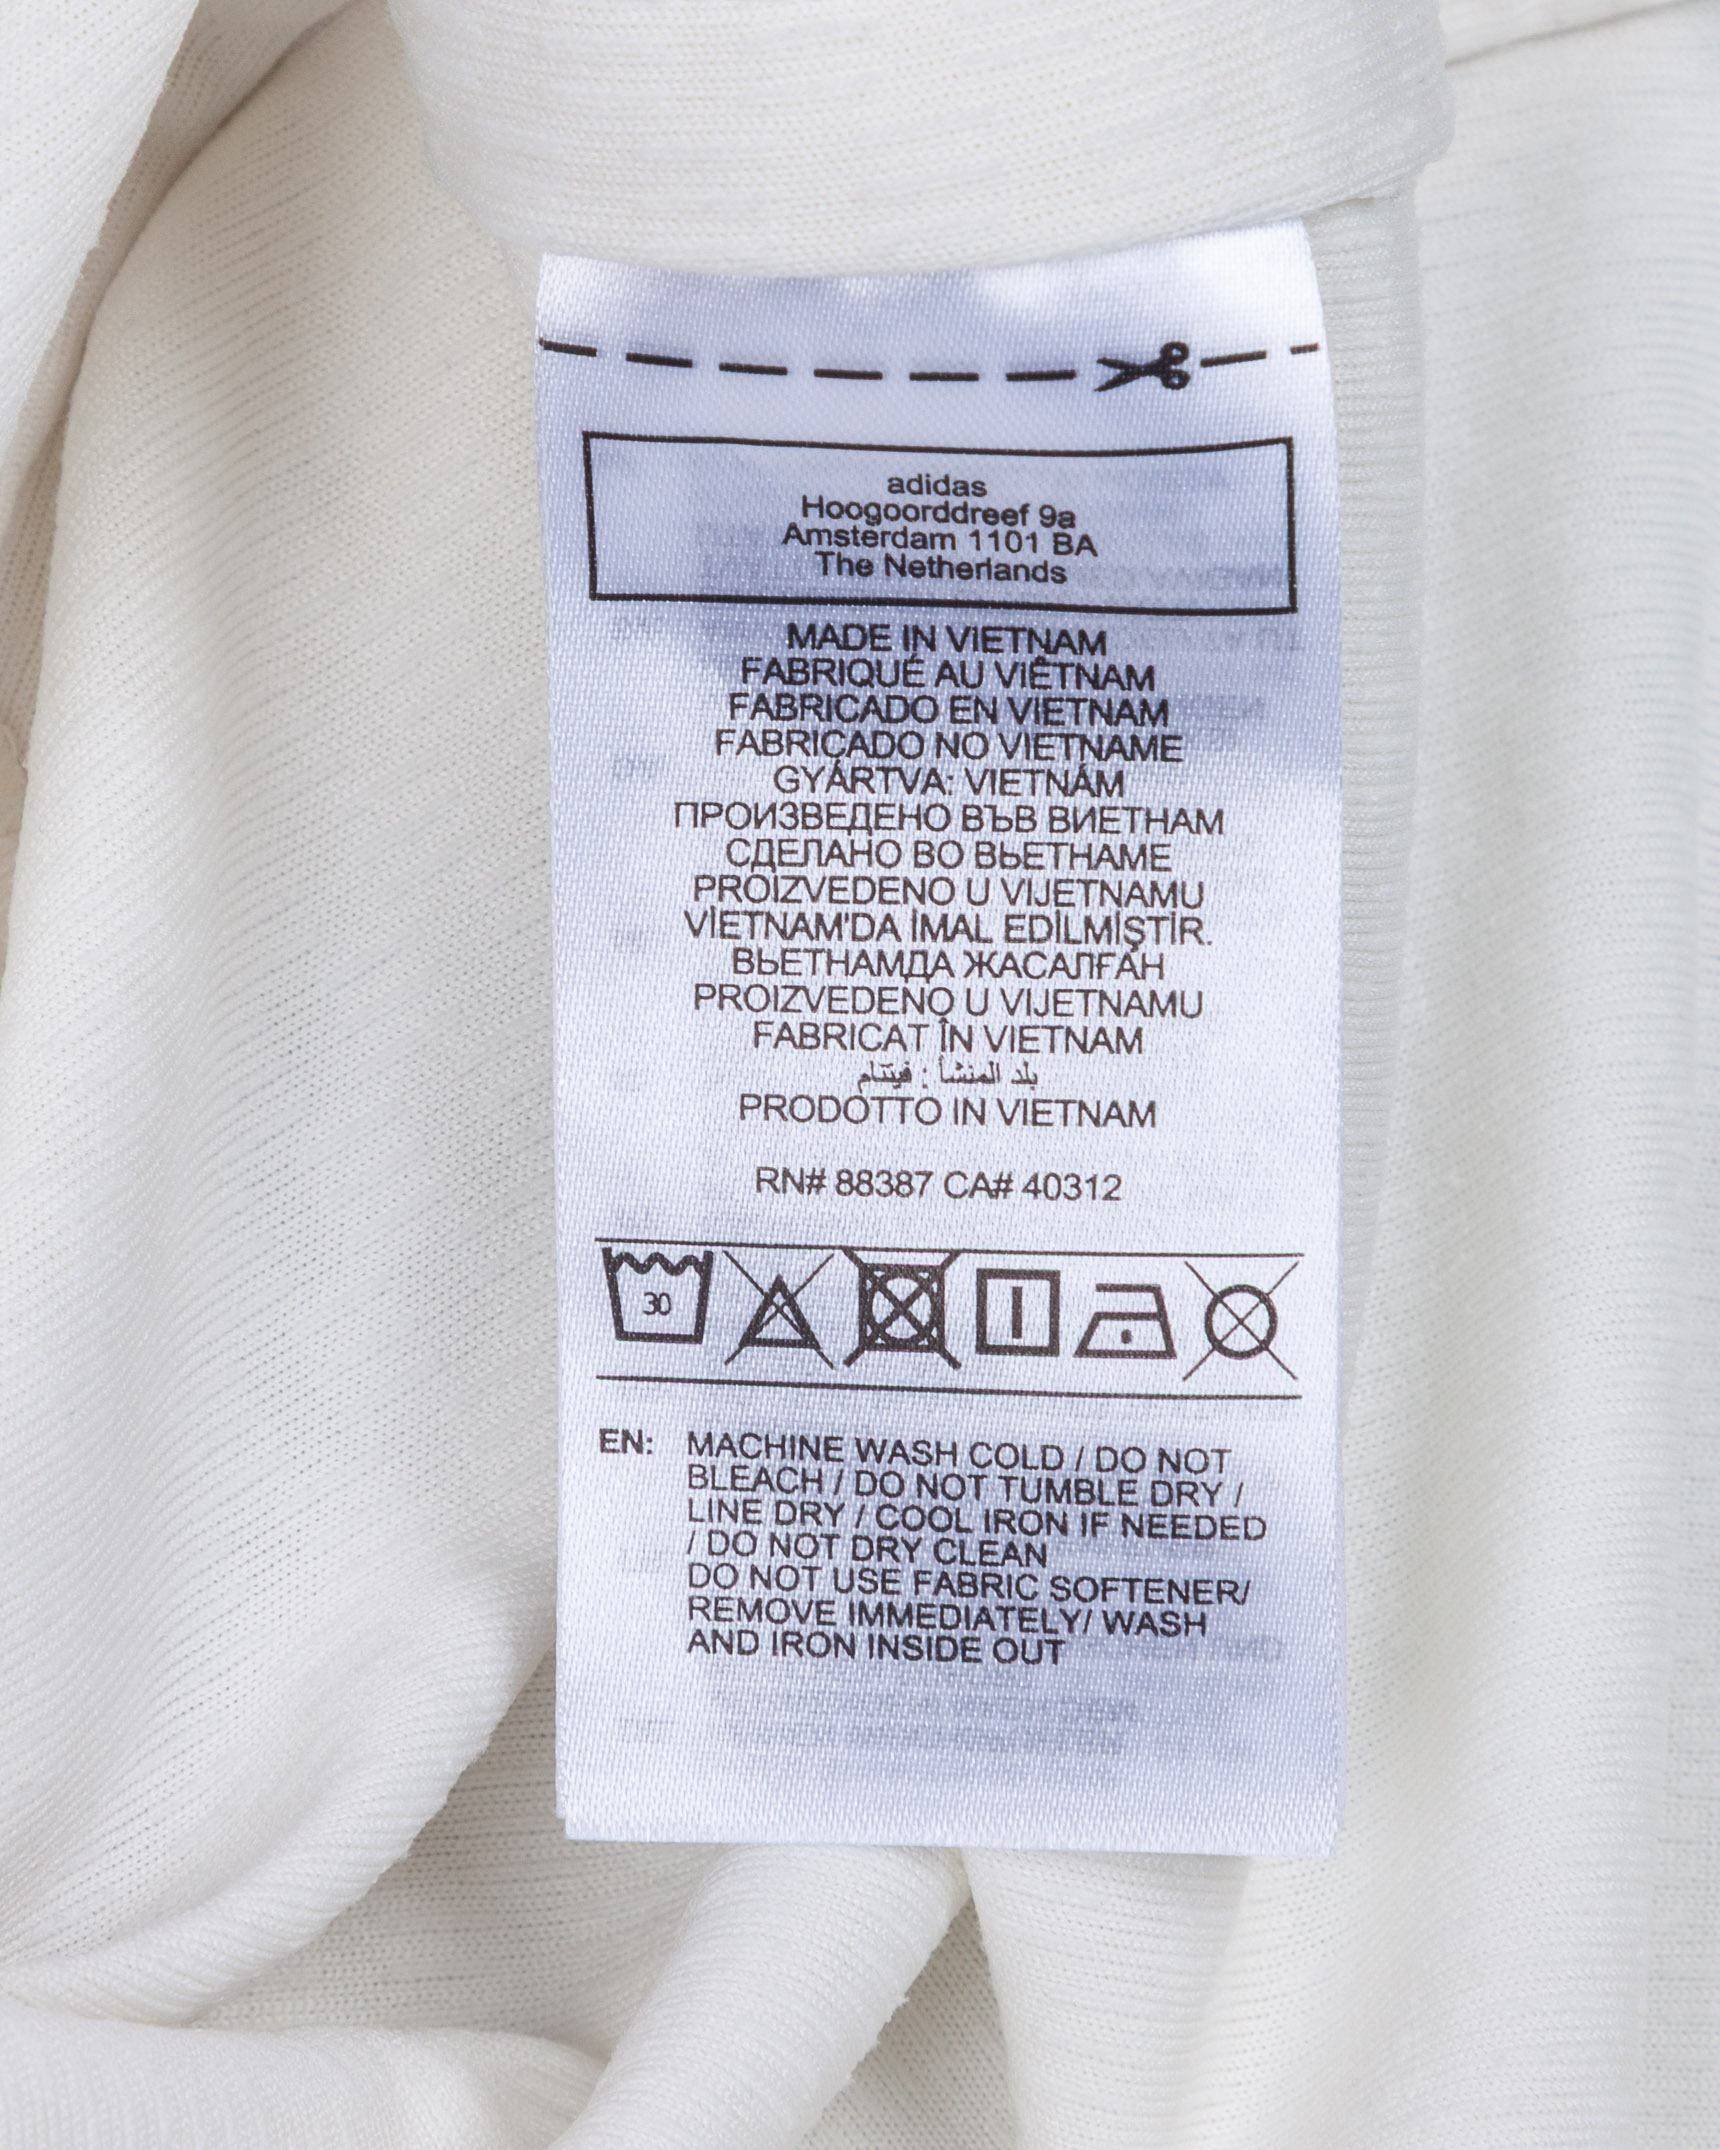 adidas
Hoogoorddreef 9a
Amsterdam 1101 BA
The Netherlands
MADE IN VIETNAM
FABRIQUÉ AU VIÊTNAM
FABRICADO EN VIETNAM
FABRICADO NO VIETNAME
GYÁRTVA: VIETNÁM
ПРОИЗВЕДЕНО ВЪВ ВИЕТНАМ
СДЕЛАНО ВО ВЬЕТНАМЕ
PROIZVEDENO U VIJETNAMU
VİETNAM'DA İMAL EDİLMİŞTİR.
ВЬЕТНАМДА ЖАСАЛҒАН
PROIZVEDENO U VIJETNAMU
FABRICAT ÎN VIETNAM
بلد المنشأ : فيتنام
PRODOTTO IN VIETNAM
RN# 88387 CA# 40312
30
EN: MACHINE WASH COLD / DO NOT
BLEACH / DO NOT TUMBLE DRY /
LINE DRY / COOL IRON IF NEEDED
/ DO NOT DRY CLEAN
DO NOT USE FABRIC SOFTENER/
REMOVE IMMEDIATELY/ WASH
AND IRON INSIDE OUT